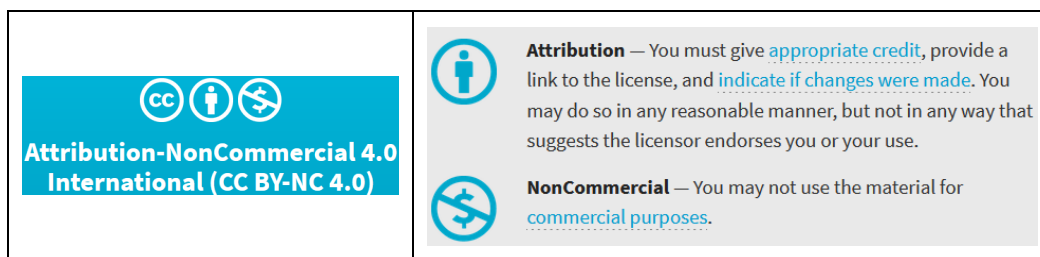 cc
Attribution-NonCommercial 4.0
International (CC BY-NC 4.0)
Attribution — You must give appropriate credit, provide a
link to the license, and indicate if changes were made. You
may do so in any reasonable manner, but not in any way that
suggests the licensor endorses you or your use.
NonCommercial — You may not use the material for
commercial purposes.